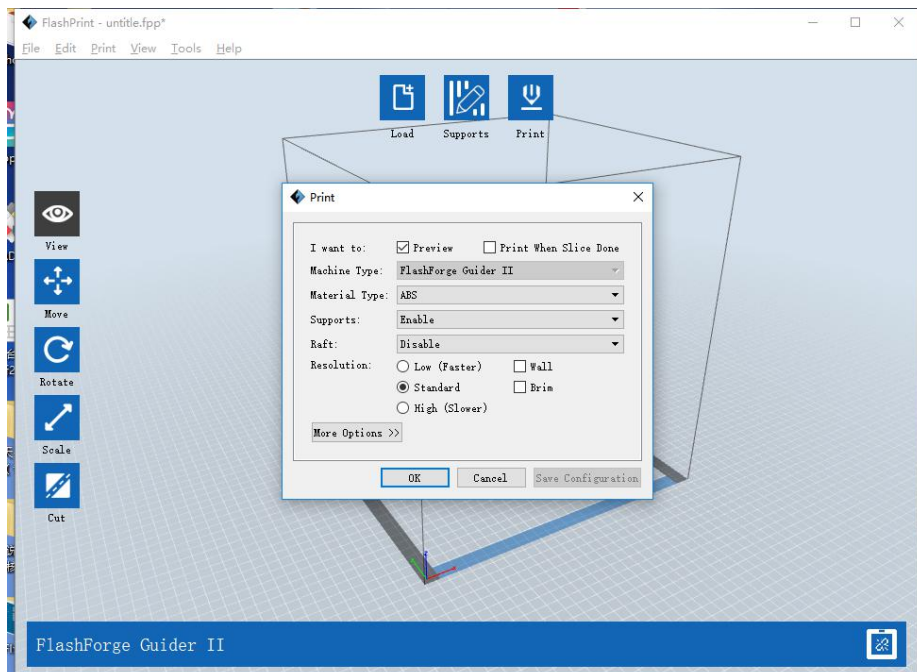 FlashPrint - untitle.fpp*
File Edit Print View Tools Help
Load Supports Print
View
Move
Rotate
Scale
Cut
Print
I want to: Preview Print When Slice Done
Machine Type: FlashForge Guider II
Material Type: ABS
Supports: Enable
Raft: Disable
Resolution: Low (Faster) Wall
Standard Brim
High (Slower)
More Options >>
OK Cancel Save Configuration
FlashForge Guider II